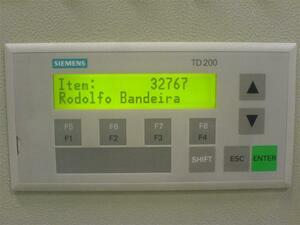 SIEMENS TD 200
Item: 32767
Rodolfo Bandeira
F5 F6 F7 F8
F1 F2 F3 F4
SHIFT ESC ENTER